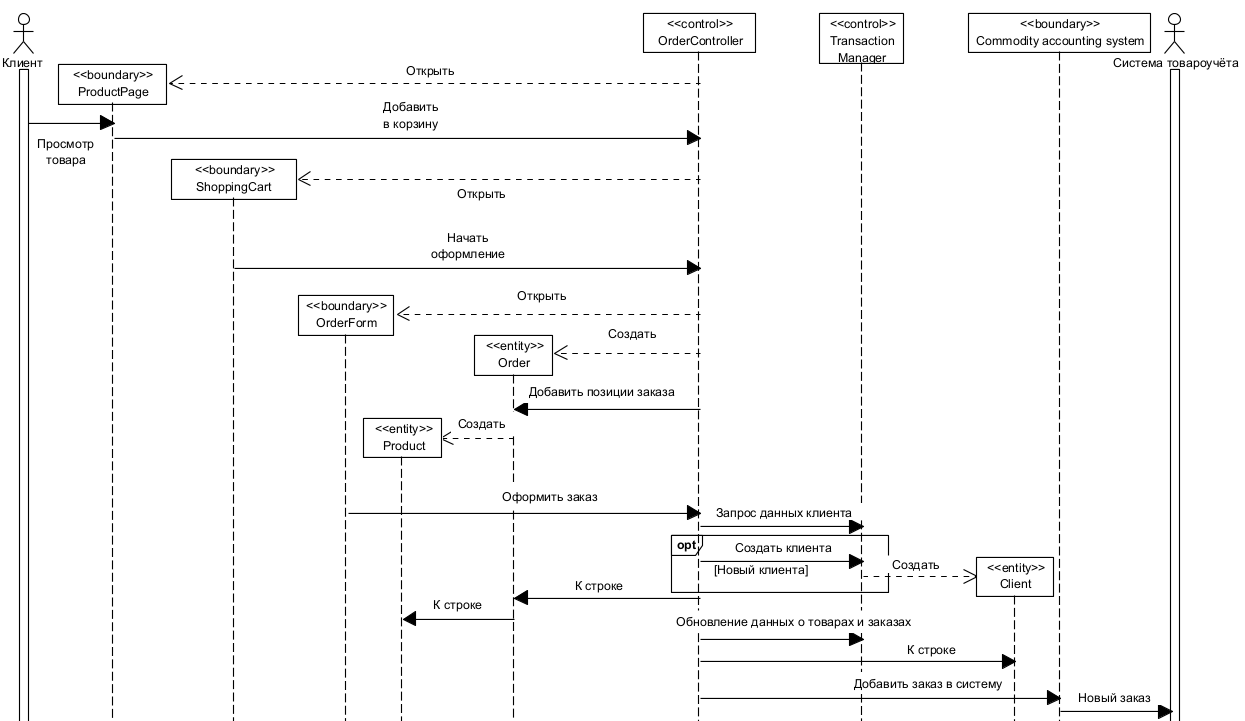 <<control>>
OrderController
<<control>>
Transaction
Manager
<<boundary>>
Commodity accounting system
Клиент
Система товароучёта
<<boundary>>
ProductPage
Открыть
Добавить
в корзину
Просмотр
товара
<<boundary>>
ShoppingCart
Открыть
Начать
оформление
<<boundary>>
OrderForm
Открыть
<<entity>>
Order
Создать
Добавить позиции заказа
<<entity>>
Product
Создать
Оформить заказ
Запрос данных клиента
opt
Создать клиента
[Новый клиента]
Создать
<<entity>>
Client
К строке
К строке
Обновление данных о товарах и заказах
К строке
Добавить заказ в систему
Новый заказ